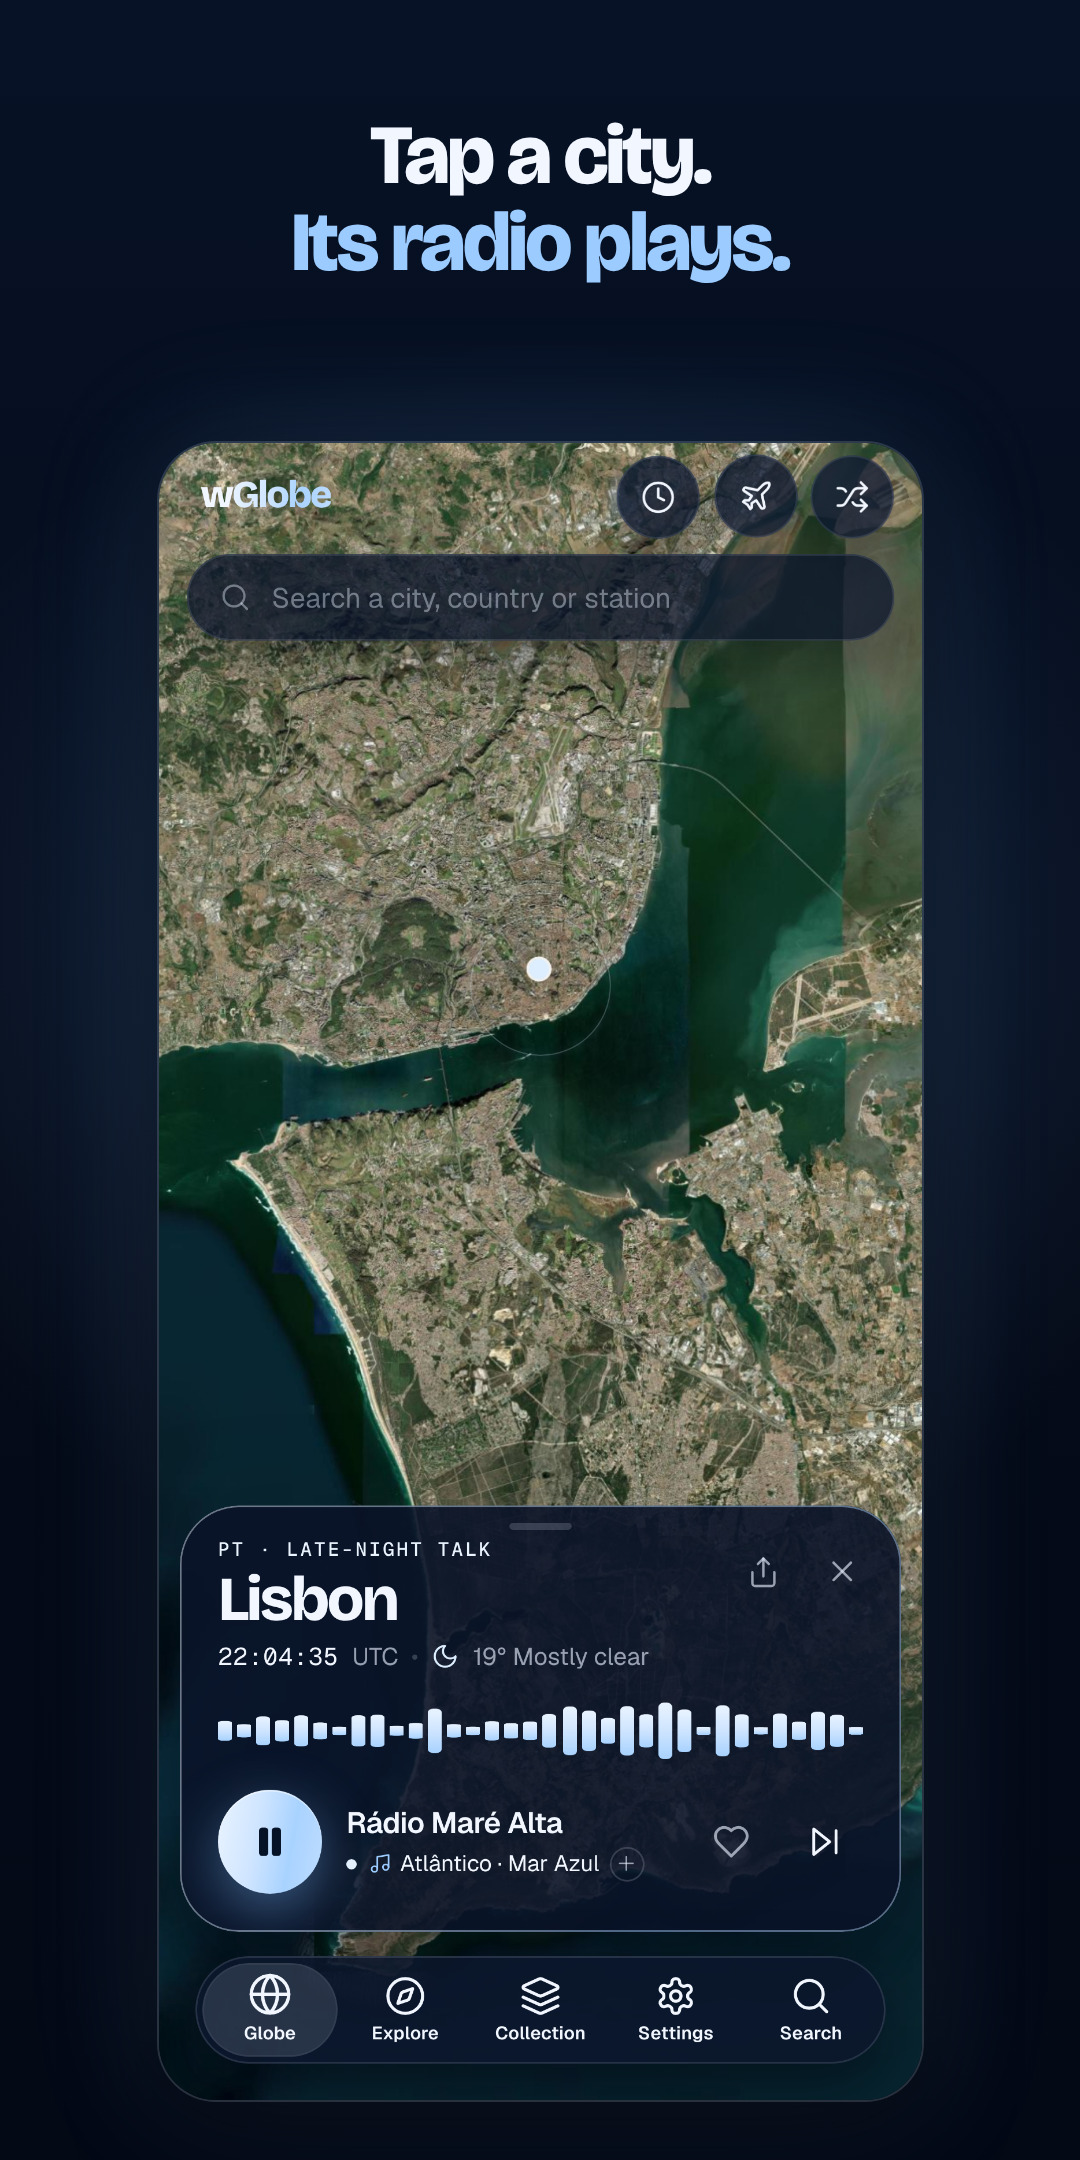 Tap a city.
Its radio plays.
wGlobe
Search a city, country or station
PT · LATE-NIGHT TALK
Lisbon
22:04:35 UTC • 19° Mostly clear
Rádio Maré Alta
Atlântico · Mar Azul
Globe
Explore
Collection
Settings
Search